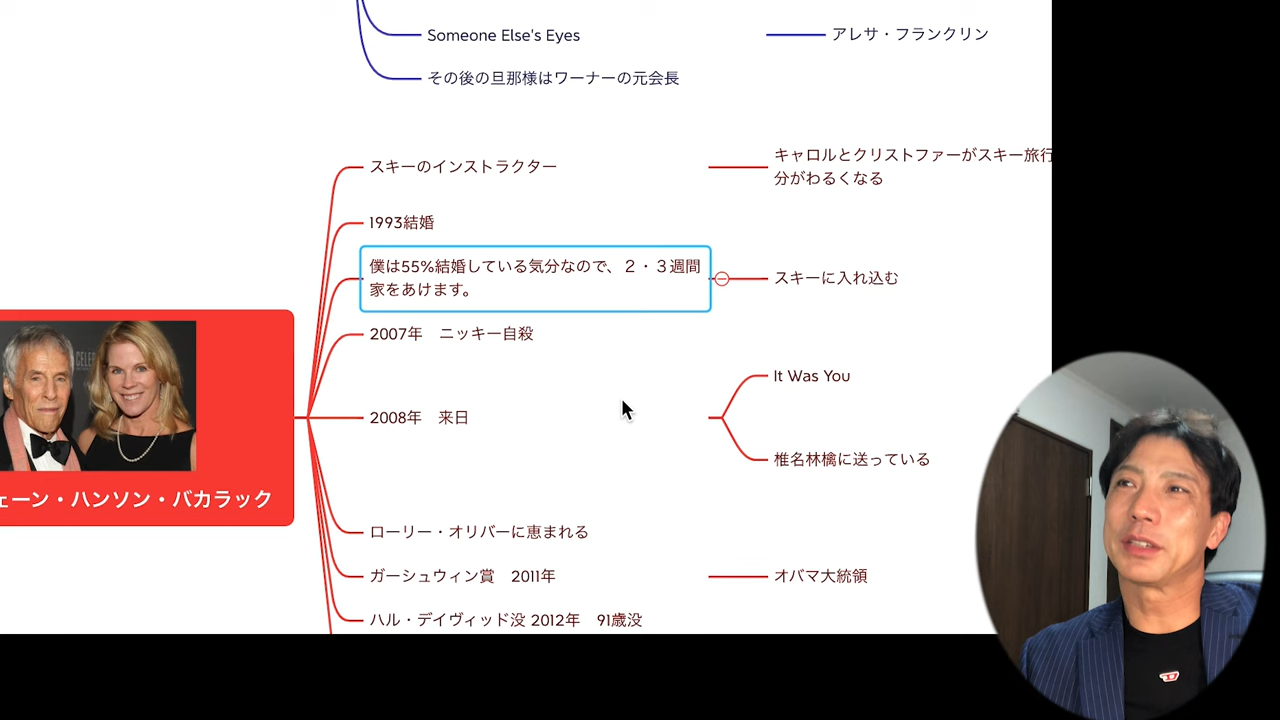 Someone Else's Eyes
アレサ・フランクリン
その後の旦那様はワーナーの元会長
スキーのインストラクター
キャロルとクリストファーがスキー旅行
分がわるくなる
1993結婚
僕は55%結婚している気分なので、２・３週間
家をあけます。
スキーに入れ込む
2007年　ニッキー自殺
2008年　来日
It Was You
椎名林檎に送っている
ェーン・ハンソン・バカラック
ローリー・オリバーに恵まれる
ガーシュウィン賞　2011年
オバマ大統領
ハル・デイヴィッド没 2012年　91歳没